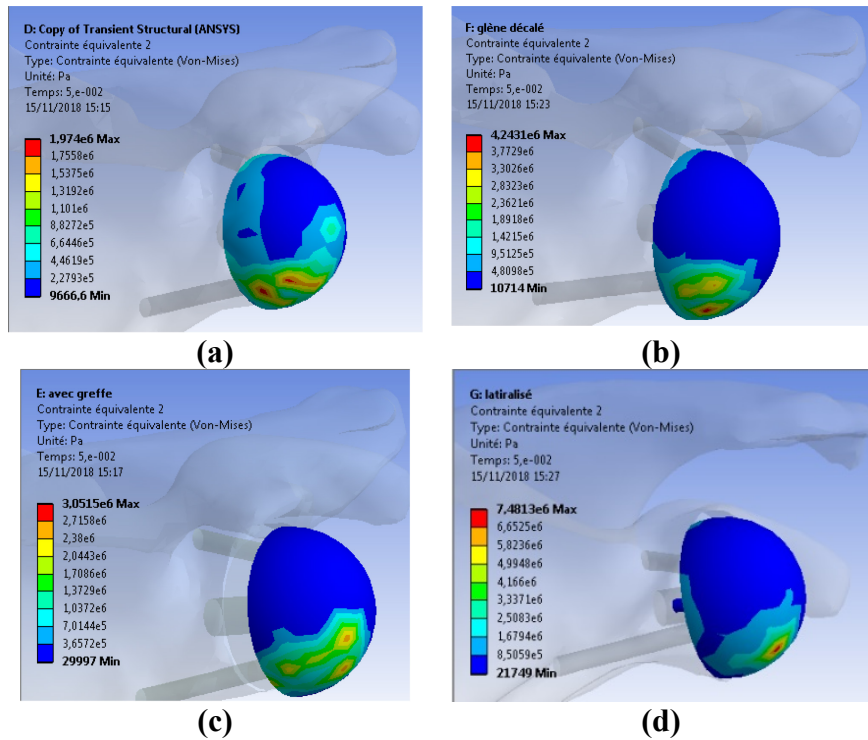 D: Copy of Transient Structural (ANSYS)
Contrainte équivalente 2
Type: Contrainte équivalente (Von-Mises)
Unité: Pa
Temps: 5,e-002
15/11/2018 15:15
1,974e6 Max
1,7558e6
1,5375e6
1,3192e6
1,101e6
8,8272e5
6,6446e5
4,4619e5
2,2793e5
9666,6 Min
(a)
F: glène décalé
Contrainte équivalente 2
Type: Contrainte équivalente (Von-Mises)
Unité: Pa
Temps: 5,e-002
15/11/2018 15:23
4,2431e6 Max
3,7729e6
3,3026e6
2,8323e6
2,3621e6
1,8918e6
1,4215e6
9,5125e5
4,8098e5
10714 Min
(b)
E: avec greffe
Contrainte équivalente 2
Type: Contrainte équivalente (Von-Mises)
Unité: Pa
Temps: 5,e-002
15/11/2018 15:17
3,0515e6 Max
2,7158e6
2,38e6
2,0443e6
1,7086e6
1,3729e6
1,0372e6
7,0144e5
3,6572e5
29997 Min
(c)
G: latiralisé
Contrainte équivalente 2
Type: Contrainte équivalente (Von-Mises)
Unité: Pa
Temps: 5,e-002
15/11/2018 15:27
7,4813e6 Max
6,6525e6
5,8236e6
4,9948e6
4,166e6
3,3371e6
2,5083e6
1,6794e6
8,5059e5
21749 Min
(d)